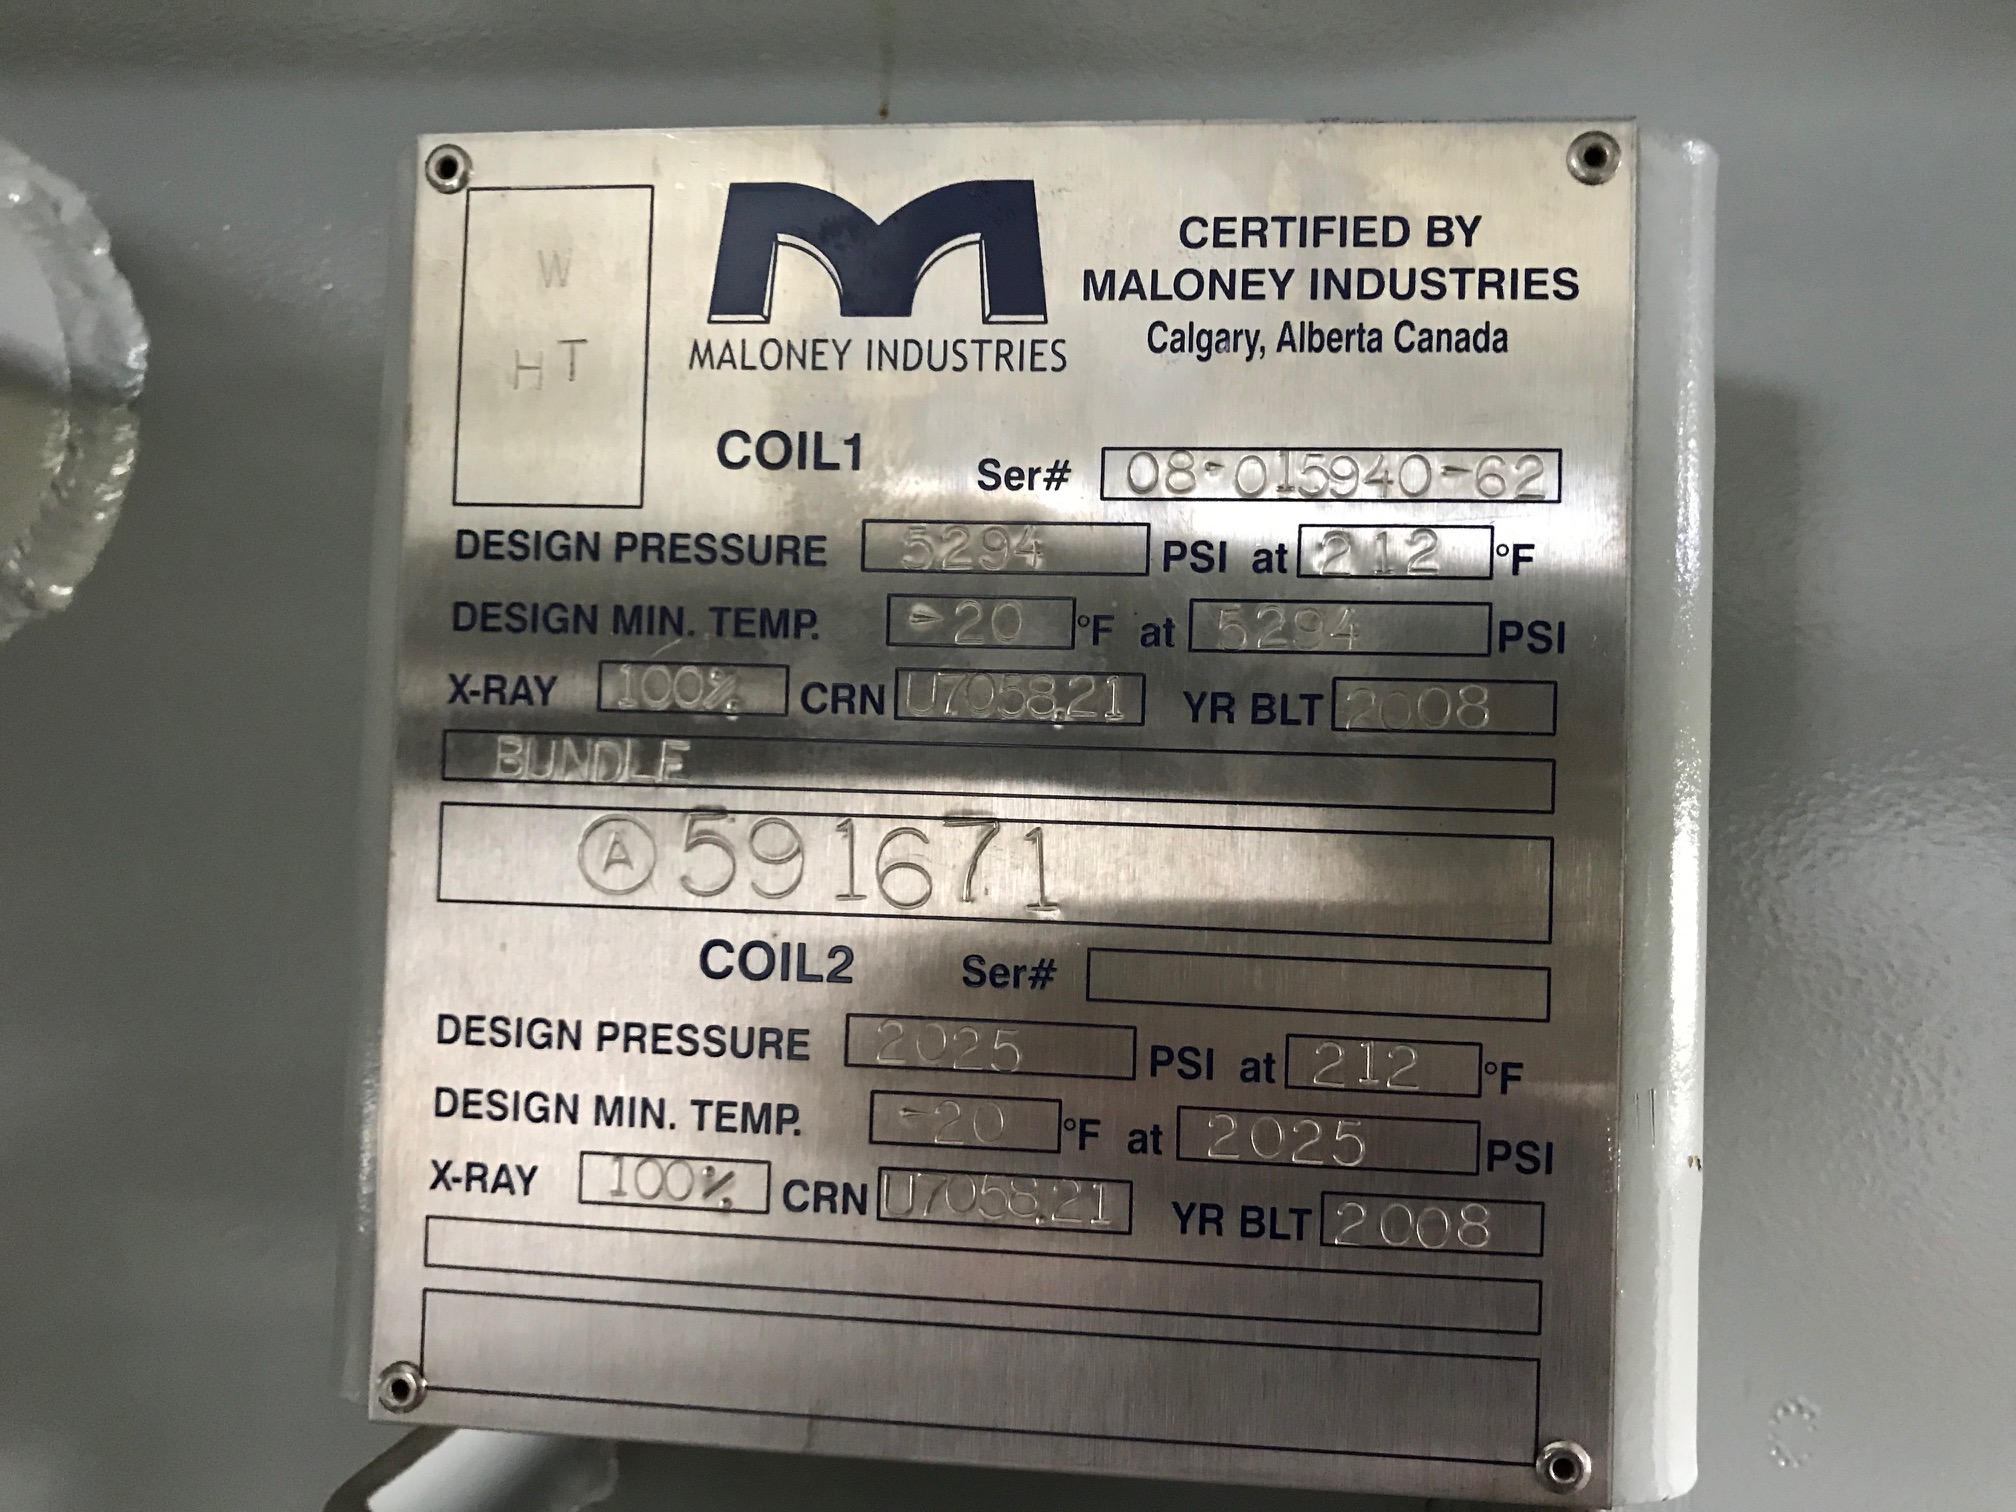 W
HT
MALONEY INDUSTRIES
CERTIFIED BY
MALONEY INDUSTRIES
Calgary, Alberta Canada
COIL1 Ser# 08-015940-62
DESIGN PRESSURE 5294 PSI at 212 °F
DESIGN MIN. TEMP. -20 °F at 5294 PSI
X-RAY 100% CRN U7058.21 YR BLT 2008
BUNDLE
A 591671
COIL2 Ser#
DESIGN PRESSURE 2025 PSI at 212 °F
DESIGN MIN. TEMP. -20 °F at 2025 PSI
X-RAY 100% CRN U7058.21 YR BLT 2008